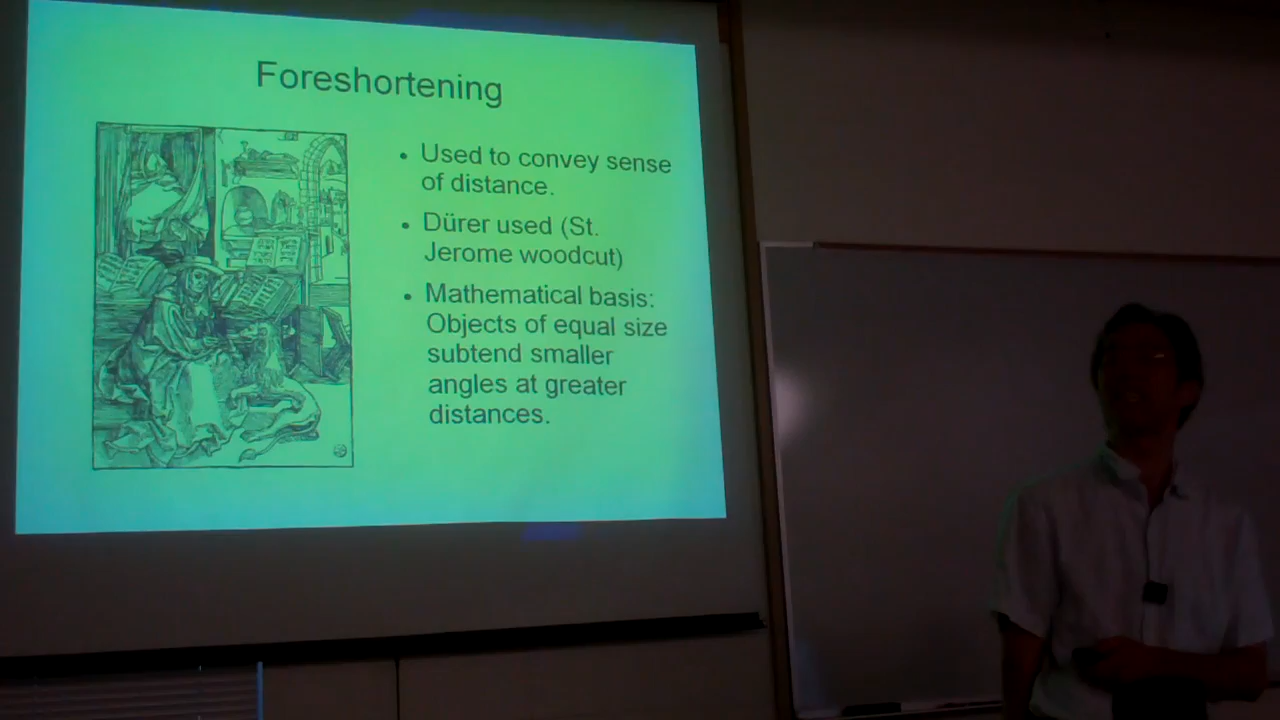 Foreshortening
• Used to convey sense
of distance.
• Dürer used (St.
Jerome woodcut)
• Mathematical basis:
Objects of equal size
subtend smaller
angles at greater
distances.